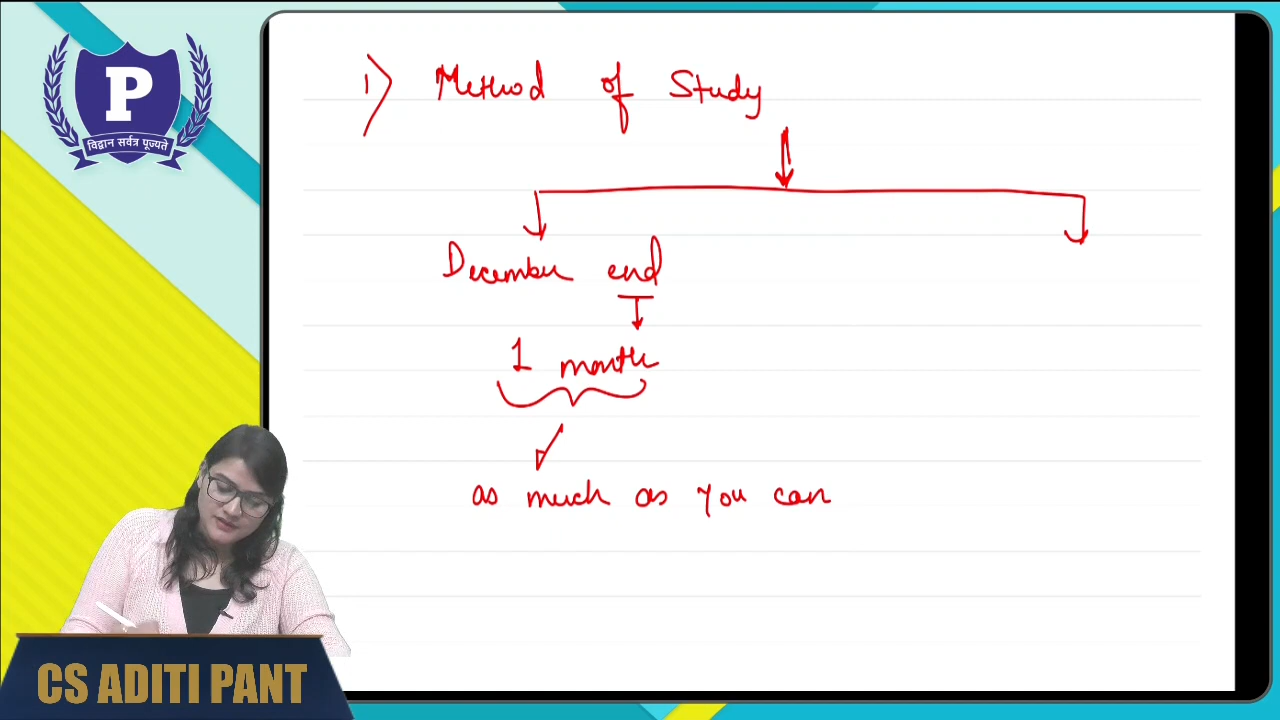 P
विद्वान सर्वत्र पूज्यते
1) Method of Study
December end
1 month
as much as you can
CS ADITI PANT